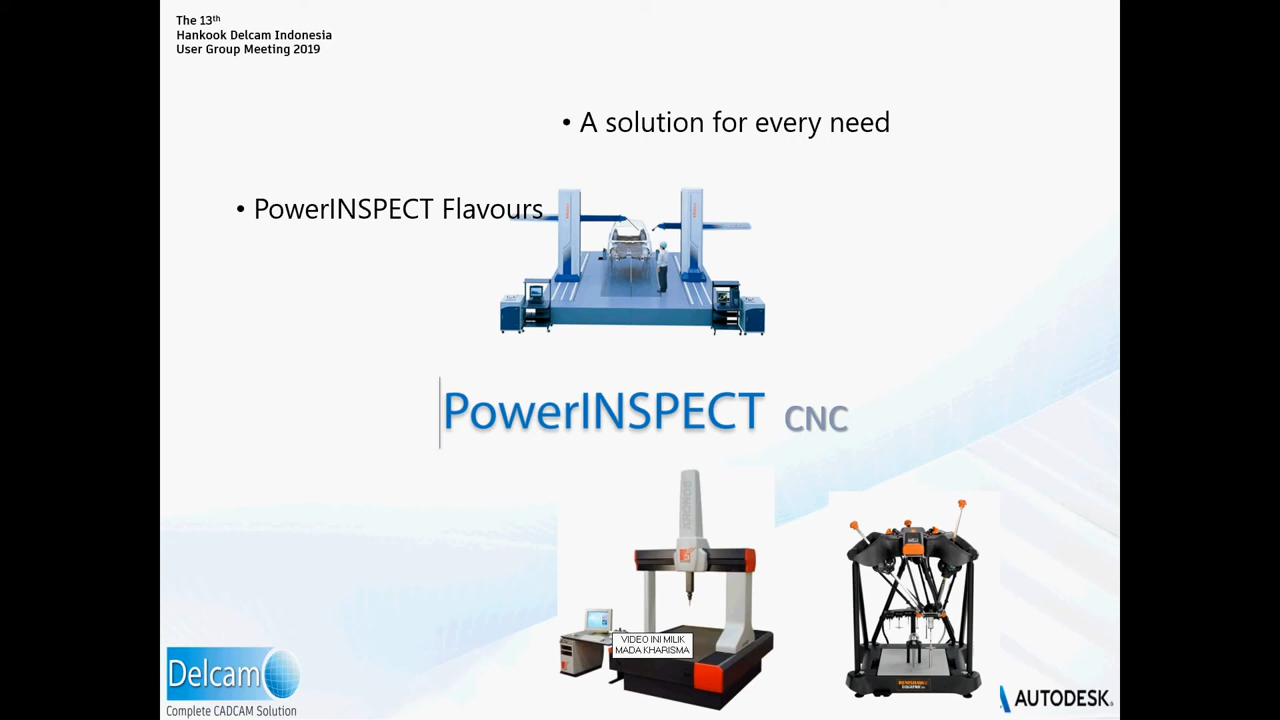 The 13th
Hankook Delcam Indonesia
User Group Meeting 2019
• A solution for every need
• PowerINSPECT Flavours
PowerINSPECT CNC
KRONOS
VIDEO INI MILIK
MADA KHARISMA
Delcam
Complete CADCAM Solution
AUTODESK